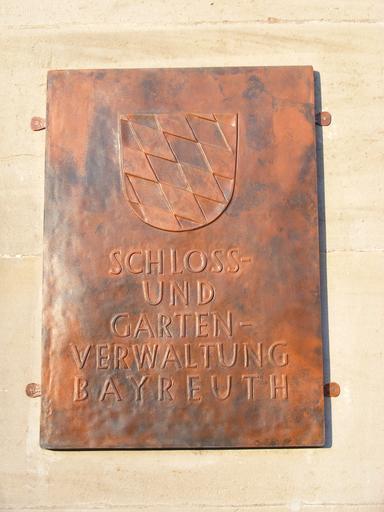 SCHLOSS-
UND
GARTEN-
VERWALTUNG
BAYREUTH